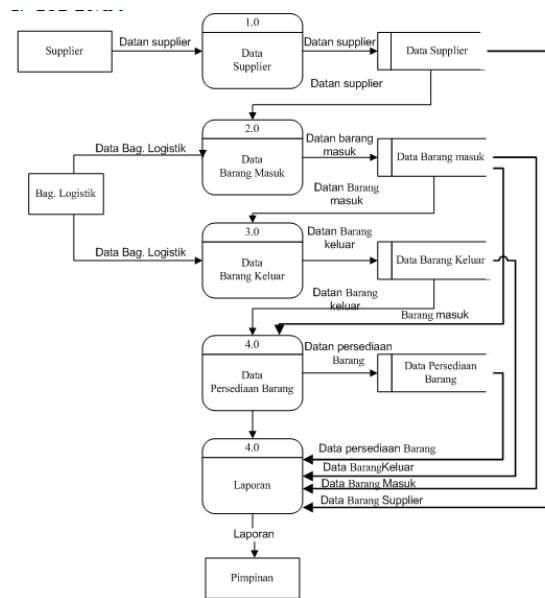 1.0
Datan supplier
Datan supplier
Supplier
Data
Supplier
Data Supplier
Datan supplier
2.0
Data Bag. Logistik
Datan barang
masuk
Data
Barang Masuk
Data Barang masuk
Bag. Logistik
Datan Barang
masuk
3.0
Datan Barang
keluar
Data Bag. Logistik
Data
Barang Keluar
Data Barang Keluar
Datan Barang
keluar
Barang masuk
4.0
Datan persediaan
Barang
Data
Persediaan Barang
Data Persediaan
Barang
4.0
Data persediaan Barang
Data BarangKeluar
Laporan
Data Barang Masuk
Data Barang Supplier
Laporan
Pimpinan